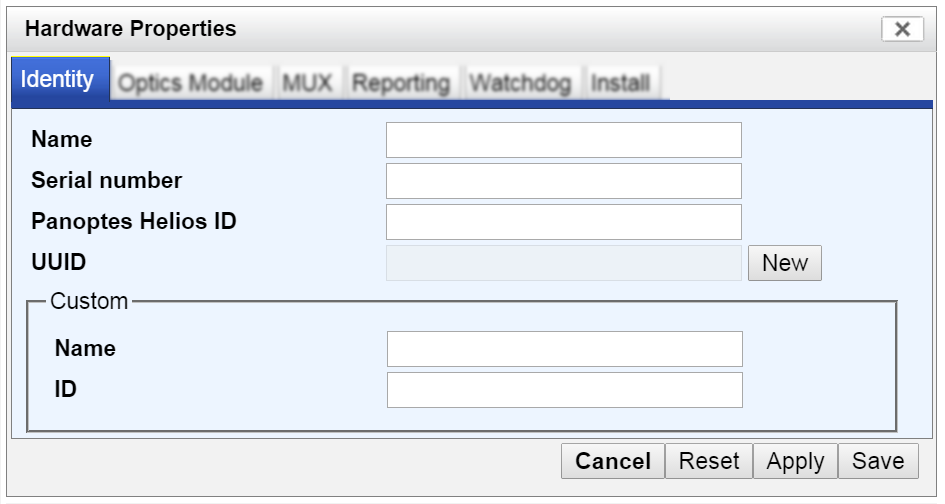 Hardware Properties
Identity Optics Module MUX Reporting Watchdog Install
Name
Serial number
Panoptes Helios ID
UUID New
Custom
Name
ID
Cancel Reset Apply Save